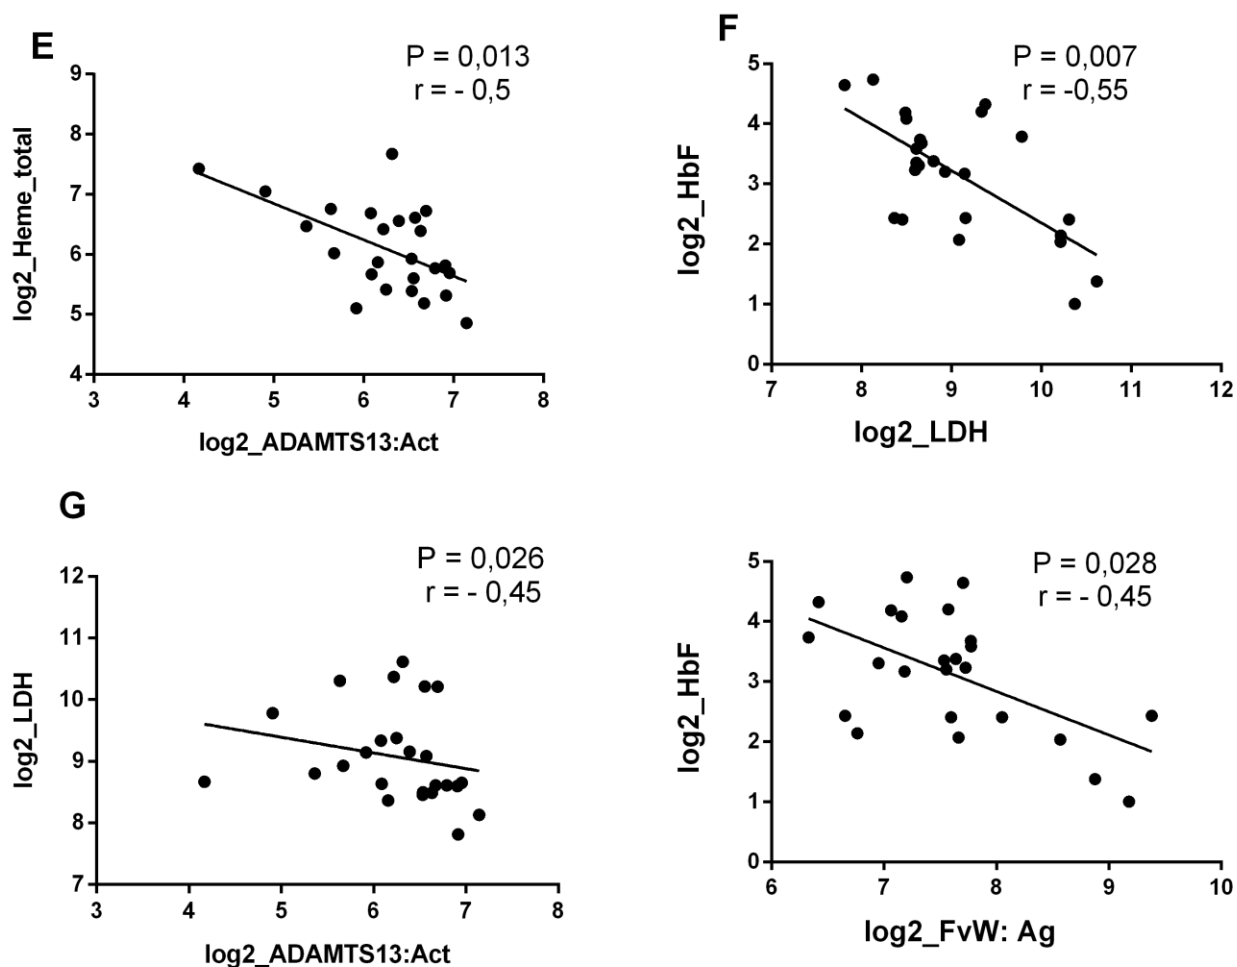 E
P = 0,013
r = - 0,5
log2_Heme_total
9
8
7
6
5
4
3 4 5 6 7 8
log2_ADAMTS13:Act
F
P = 0,007
r = -0,55
log2_HbF
5
4
3
2
1
0
7 8 9 10 11 12
log2_LDH
G
P = 0,026
r = - 0,45
log2_LDH
12
11
10
9
8
7
3 4 5 6 7 8
log2_ADAMTS13:Act
P = 0,028
r = - 0,45
log2_HbF
5
4
3
2
1
0
6 7 8 9 10
log2_FvW: Ag